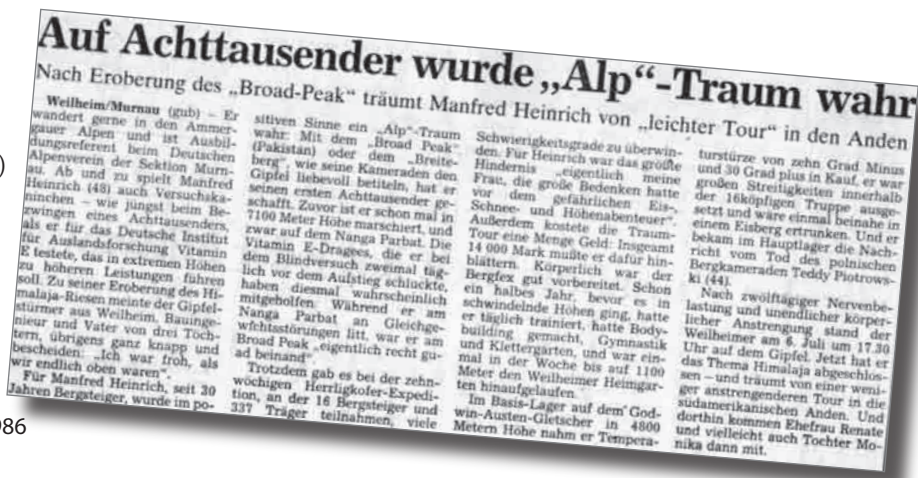 Auf Achttausender wurde „Alp“-Traum wahr
Nach Eroberung des „Broad-Peak“ träumt Manfred Heinrich von „leichter Tour“ in den Anden
Weilheim/Murnau (gub) – Er
wandert gerne in den Ammer-
gauer Alpen und ist Ausbil-
dungsreferent beim Deutschen
Alpenverein der Sektion Murn-
au. Ab und zu spielt Manfred
Heinrich (48) auch Versuchska-
ninchen – wie jüngst beim Be-
zwingen eines Achttausenders,
als er für das Deutsche Institut
für Auslandsforschung Vitamin
E testete, das in extremen Höhen
zu höheren Leistungen führen
soll. Zu seiner Eroberung des Hi-
malaja-Riesen meinte der Gipfel-
stürmer aus Weilheim, Bauinge-
nieur und Vater von drei Töch-
tern, übrigens ganz knapp und
bescheiden: „Ich war froh, als
wir endlich oben waren“.
Für Manfred Heinrich, seit 30
Jahren Bergsteiger, wurde im po-
sitiven Sinne ein „Alp“-Traum
wahr: Mit dem „Broad Peak“
(Pakistan) oder dem „Breite-
berg“, wie seine Kameraden den
Gipfel liebevoll betiteln, hat er
seinen ersten Achttausender ge-
schafft. Zuvor ist er schon mal in
7100 Meter Höhe marschiert, und
zwar auf dem Nanga Parbat. Die
Vitamin E-Dragees, die er bei
dem Blindversuch zweimal täg-
lich vor dem Aufstieg schluckte,
haben diesmal wahrscheinlich
mitgeholfen. Während er am
Nanga Parbat an Gleichge-
wichtsstörungen litt, war er am
Broad Peak „eigentlich recht gu-
ad beinand“.
Trotzdem gab es bei der zehn-
wöchigen Herrligkofer-Expedi-
tion, an der 16 Bergsteiger und
337 Träger teilnahmen, viele
Schwierigkeitsgrade zu überwin-
den. Für Heinrich war das größte
Hindernis „eigentlich meine
Frau, die große Bedenken hatte
vor dem gefährlichen Eis-,
Schnee- und Höhenabenteuer“.
Außerdem kostete die Traum-
Tour eine Menge Geld: Insgeamt
14 000 Mark mußte er dafür hin-
blättern. Körperlich war der
Bergfex gut vorbereitet. Schon
ein halbes Jahr, bevor es in
schwindelnde Höhen ging, hatte
er täglich trainiert, hatte Body-
building gemacht, Gymnastik
und Klettergärten, und war ein-
mal in der Woche bis auf 1100
Meter den Weilheimer Heimgar-
ten hinaufgelaufen.
Im Basis-Lager auf dem God-
win-Austen-Gletscher in 4800
Metern Höhe nahm er Tempera-
turstürze von zehn Grad Minus
und 30 Grad plus in Kauf, er war
großen Streitigkeiten innerhalb
der 16köpfigen Truppe ausge-
setzt und wäre einmal beinahe in
einem Eisberg ertrunken. Und er
bekam im Hauptlager die Nach-
richt vom Tod des polnischen
Bergkameraden Teddy Piotrows-
ki (44).
Nach zwölftägiger Nervenbe-
lastung und unendlicher körper-
licher Anstrengung stand der
Weilheimer am 6. Juli um 17.30
Uhr auf dem Gipfel. Jetzt hat er
das Thema Himalaja abgeschlos-
sen – und träumt von einer weni-
ger anstrengenderen Tour in die
südamerikanischen Anden. Und
dorthin kommen Ehefrau Renate
und vielleicht auch Tochter Mo-
nika dann mit.
)
986